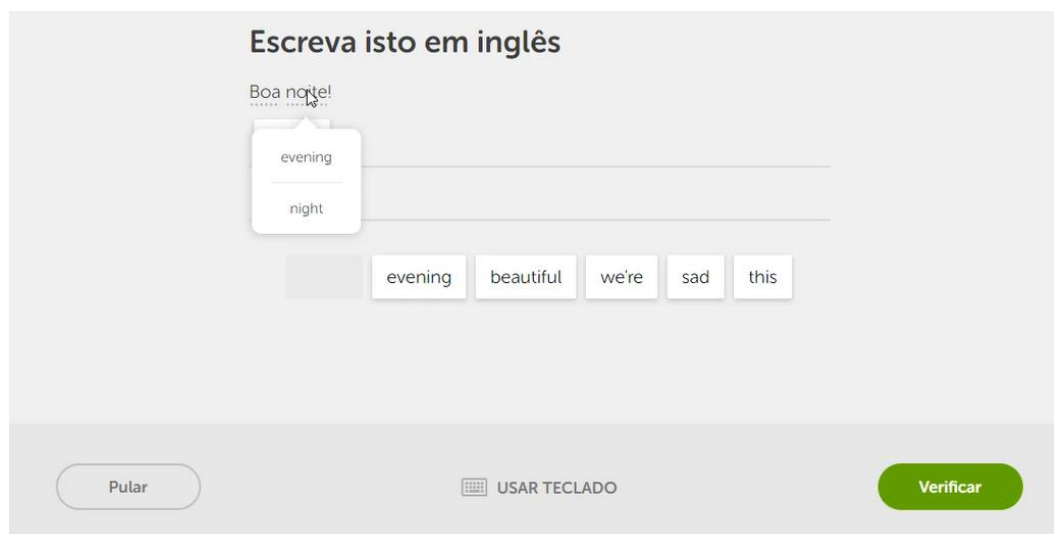 Escreva isto em inglês
Boa noite!
evening
night
evening beautiful we're sad this
Pular USAR TECLADO Verificar